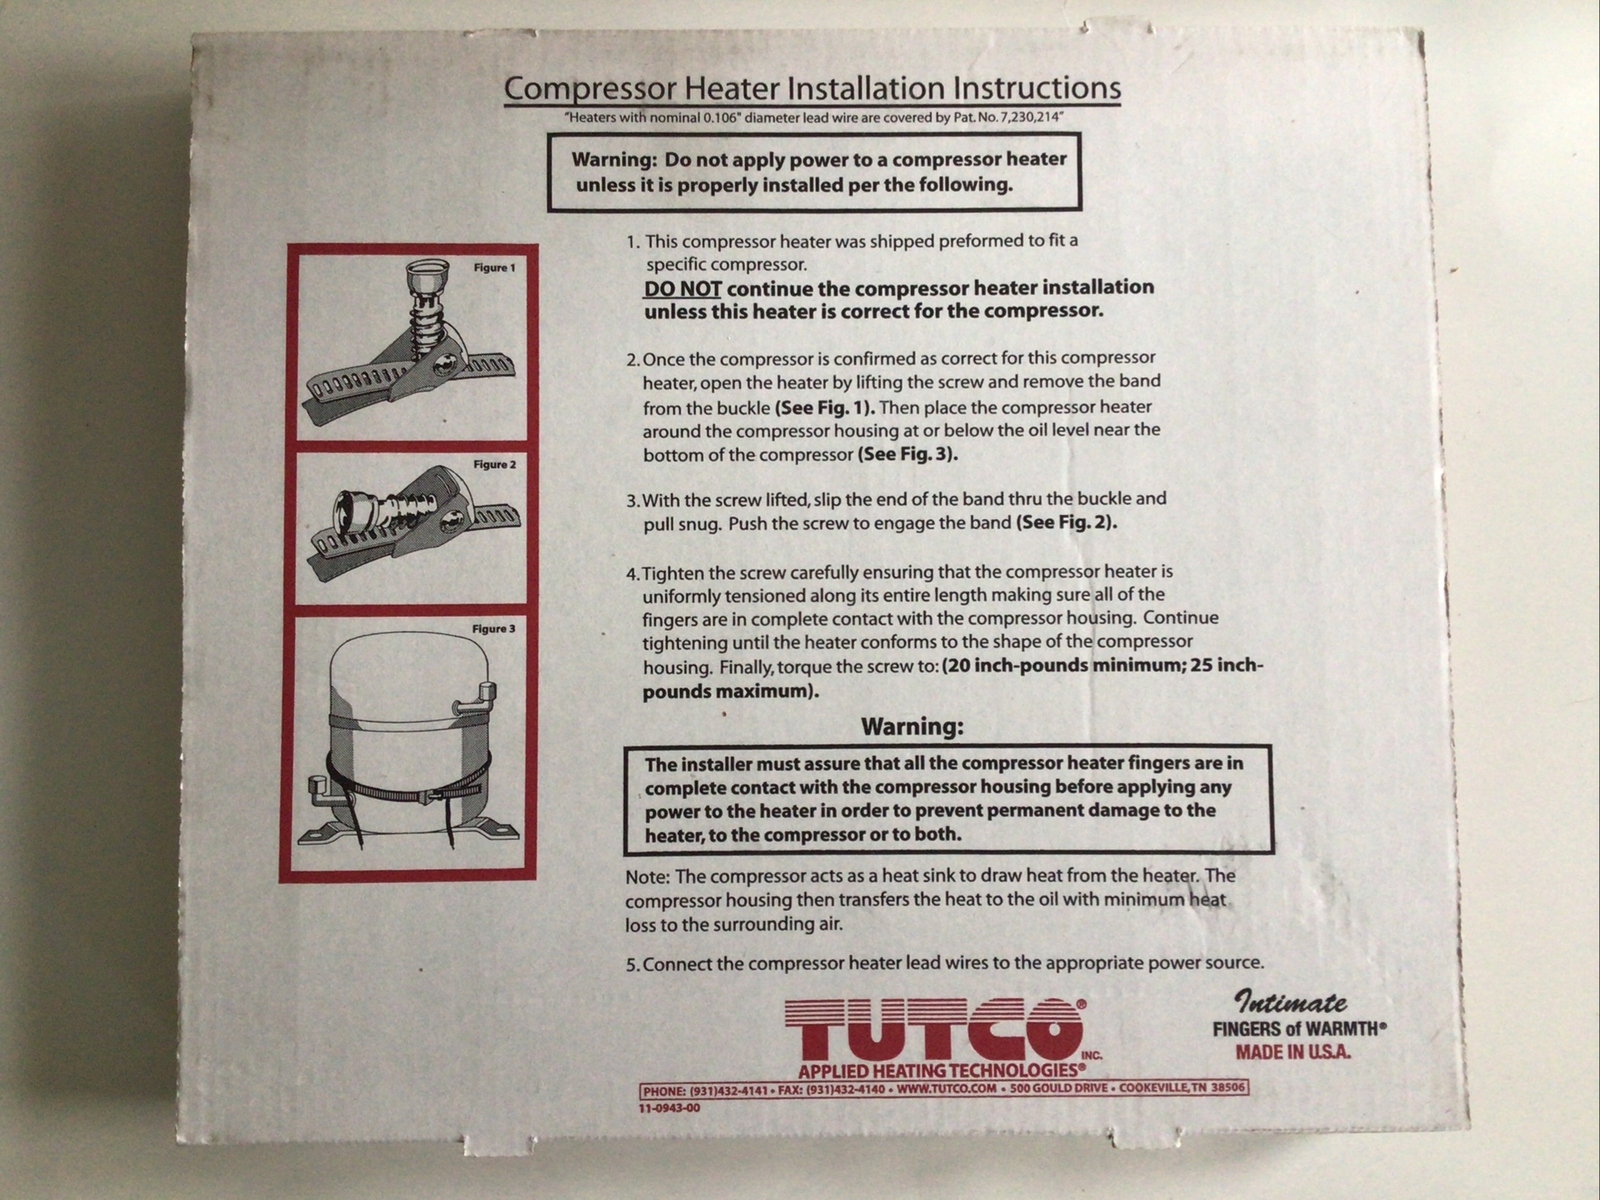 Compressor Heater Installation Instructions
"Heaters with nominal 0.106" diameter lead wire are covered by Pat. No. 7,230,214"
Warning: Do not apply power to a compressor heater
unless it is properly installed per the following.
Figure 1
Figure 2
Figure 3
1. This compressor heater was shipped preformed to fit a
specific compressor.
DO NOT continue the compressor heater installation
unless this heater is correct for the compressor.
2. Once the compressor is confirmed as correct for this compressor
heater, open the heater by lifting the screw and remove the band
from the buckle (See Fig. 1). Then place the compressor heater
around the compressor housing at or below the oil level near the
bottom of the compressor (See Fig. 3).
3. With the screw lifted, slip the end of the band thru the buckle and
pull snug. Push the screw to engage the band (See Fig. 2).
4. Tighten the screw carefully ensuring that the compressor heater is
uniformly tensioned along its entire length making sure all of the
fingers are in complete contact with the compressor housing. Continue
tightening until the heater conforms to the shape of the compressor
housing. Finally, torque the screw to: (20 inch-pounds minimum; 25 inch-
pounds maximum).
Warning:
The installer must assure that all the compressor heater fingers are in
complete contact with the compressor housing before applying any
power to the heater in order to prevent permanent damage to the
heater, to the compressor or to both.
Note: The compressor acts as a heat sink to draw heat from the heater. The
compressor housing then transfers the heat to the oil with minimum heat
loss to the surrounding air.
5. Connect the compressor heater lead wires to the appropriate power source.
TUTCO® INC.
APPLIED HEATING TECHNOLOGIES®
Intimate
FINGERS of WARMTH®
MADE IN U.S.A.
PHONE: (931)432-4141 • FAX: (931)432-4140 • WWW.TUTCO.COM • 500 GOULD DRIVE • COOKEVILLE, TN 38506
11-0943-00